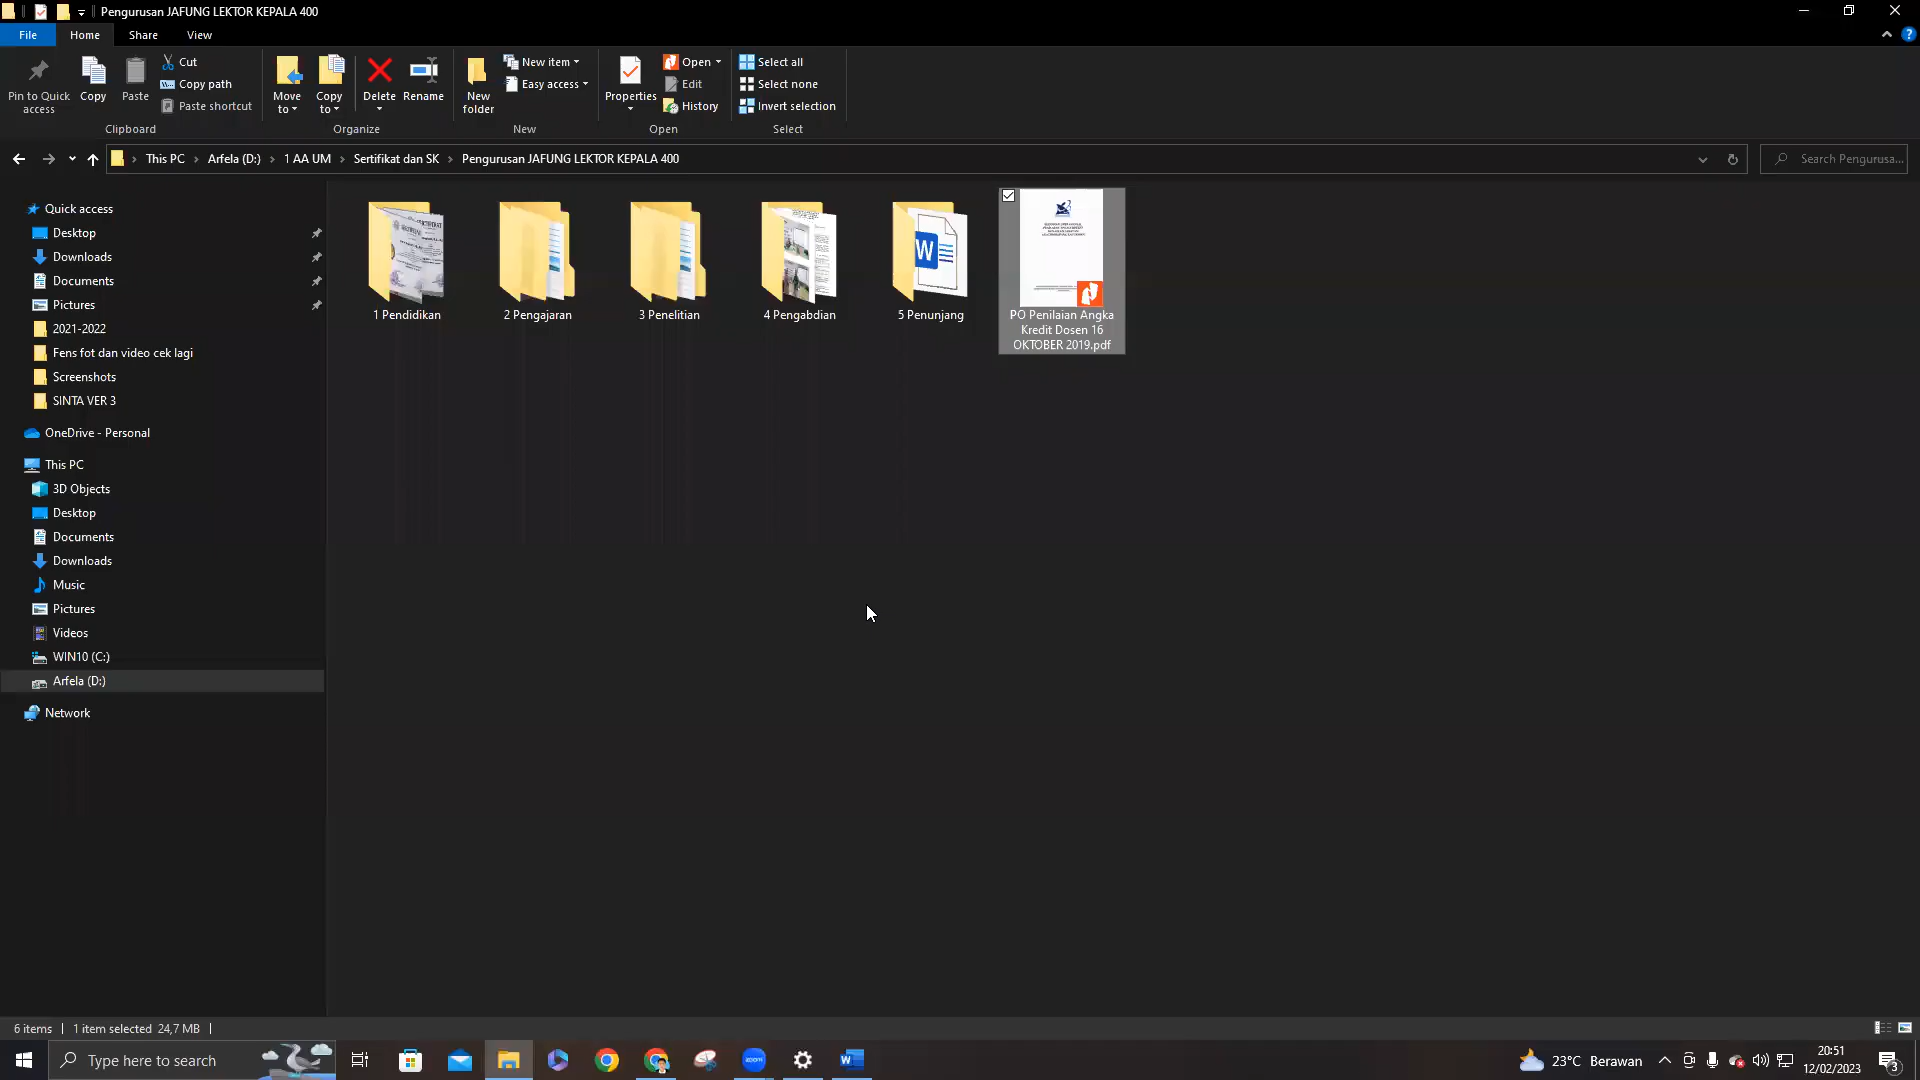 Pengurusan JAFUNG LEKTOR KEPALA 400
File Home Share View
Pin to Quick access
Copy
Paste
Cut
Copy path
Paste shortcut
Clipboard
Move to
Copy to
Delete
Rename
Organize
New folder
New item
Easy access
New
Properties
Open
Edit
History
Open
Select all
Select none
Invert selection
Select
This PC › Arfela (D:) › 1 AA UM › Sertifikat dan SK › Pengurusan JAFUNG LEKTOR KEPALA 400
Search Pengurusa...
Quick access
Desktop
Downloads
Documents
Pictures
2021-2022
Fens fot dan video cek lagi
Screenshots
SINTA VER 3
OneDrive - Personal
This PC
3D Objects
Desktop
Documents
Downloads
Music
Pictures
Videos
WIN10 (C:)
Arfela (D:)
Network
1 Pendidikan
2 Pengajaran
3 Penelitian
4 Pengabdian
5 Penunjang
PO Penilaian Angka
Kredit Dosen 16
OKTOBER 2019.pdf
6 items
1 item selected 24,7 MB
Type here to search
zoom
23°C Berawan
20:51
12/02/2023
3